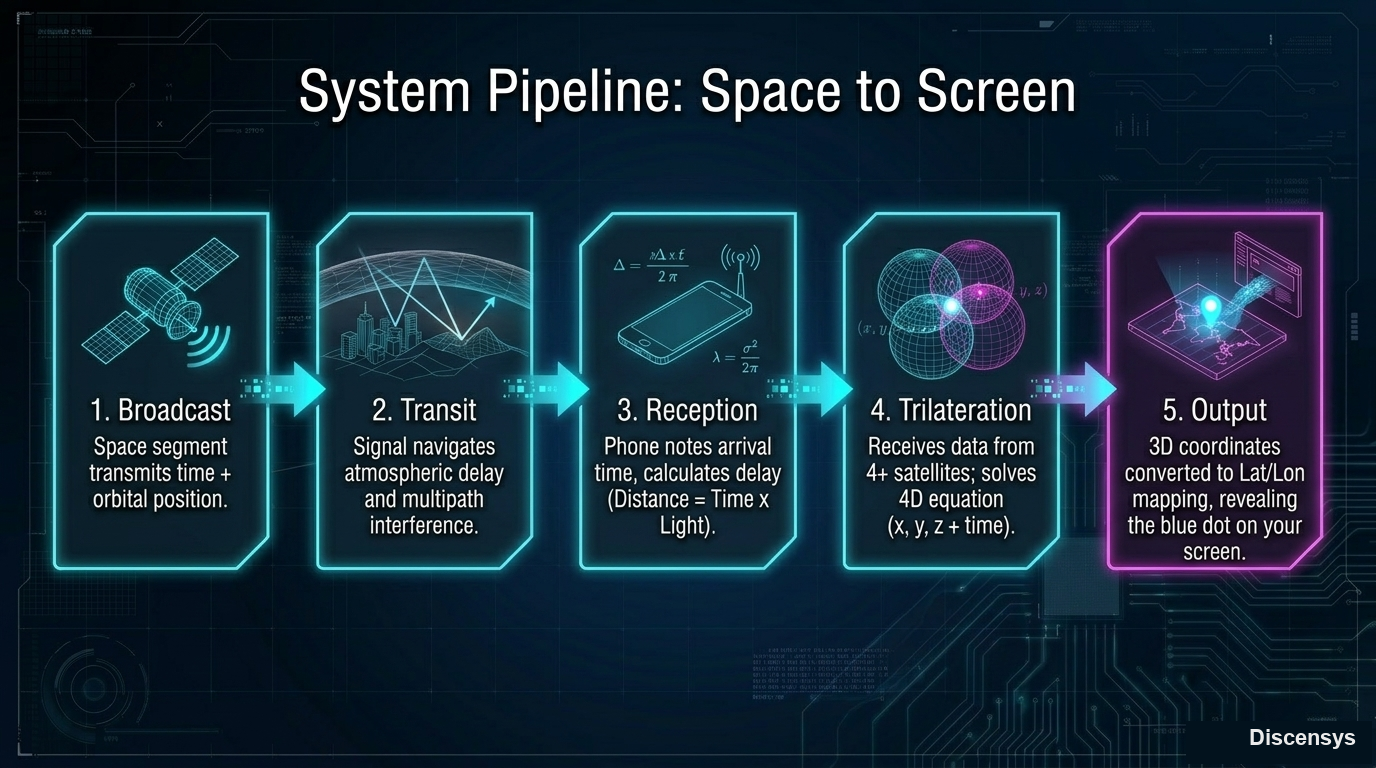 System Pipeline: Space to Screen
1. Broadcast
Space segment
transmits time +
orbital position.
2. Transit
Signal navigates
atmospheric delay
and multipath
interference.
Δ = 
2 π
λ = σ²
2π
3. Reception
Phone notes arrival
time, calculates delay
(Distance = Time x
Light).
(x, y
y, z)
4. Trilateration
Receives data from
4+ satellites; solves
4D equation
(x, y, z + time).
5. Output
3D coordinates
converted to Lat/Lon
mapping, revealing
the blue dot on your
screen.
Discensys